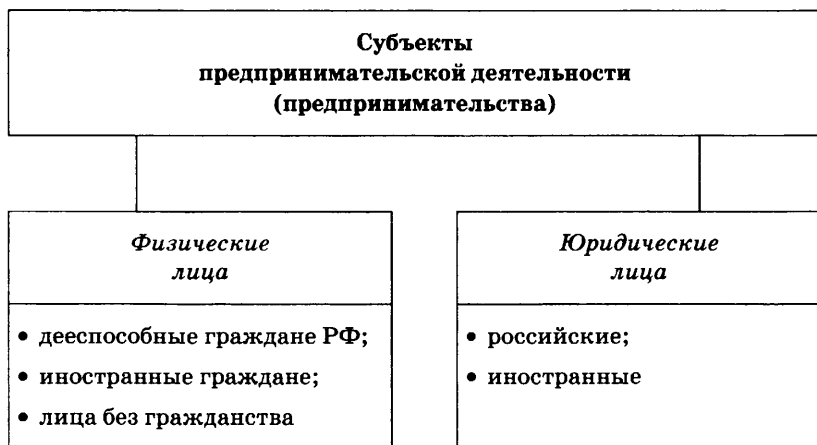 Субъекты
предпринимательской деятельности
(предпринимательства)
Физические
лица
• дееспособные граждане РФ;
• иностранные граждане;
• лица без гражданства
Юридические
лица
• российские;
• иностранные